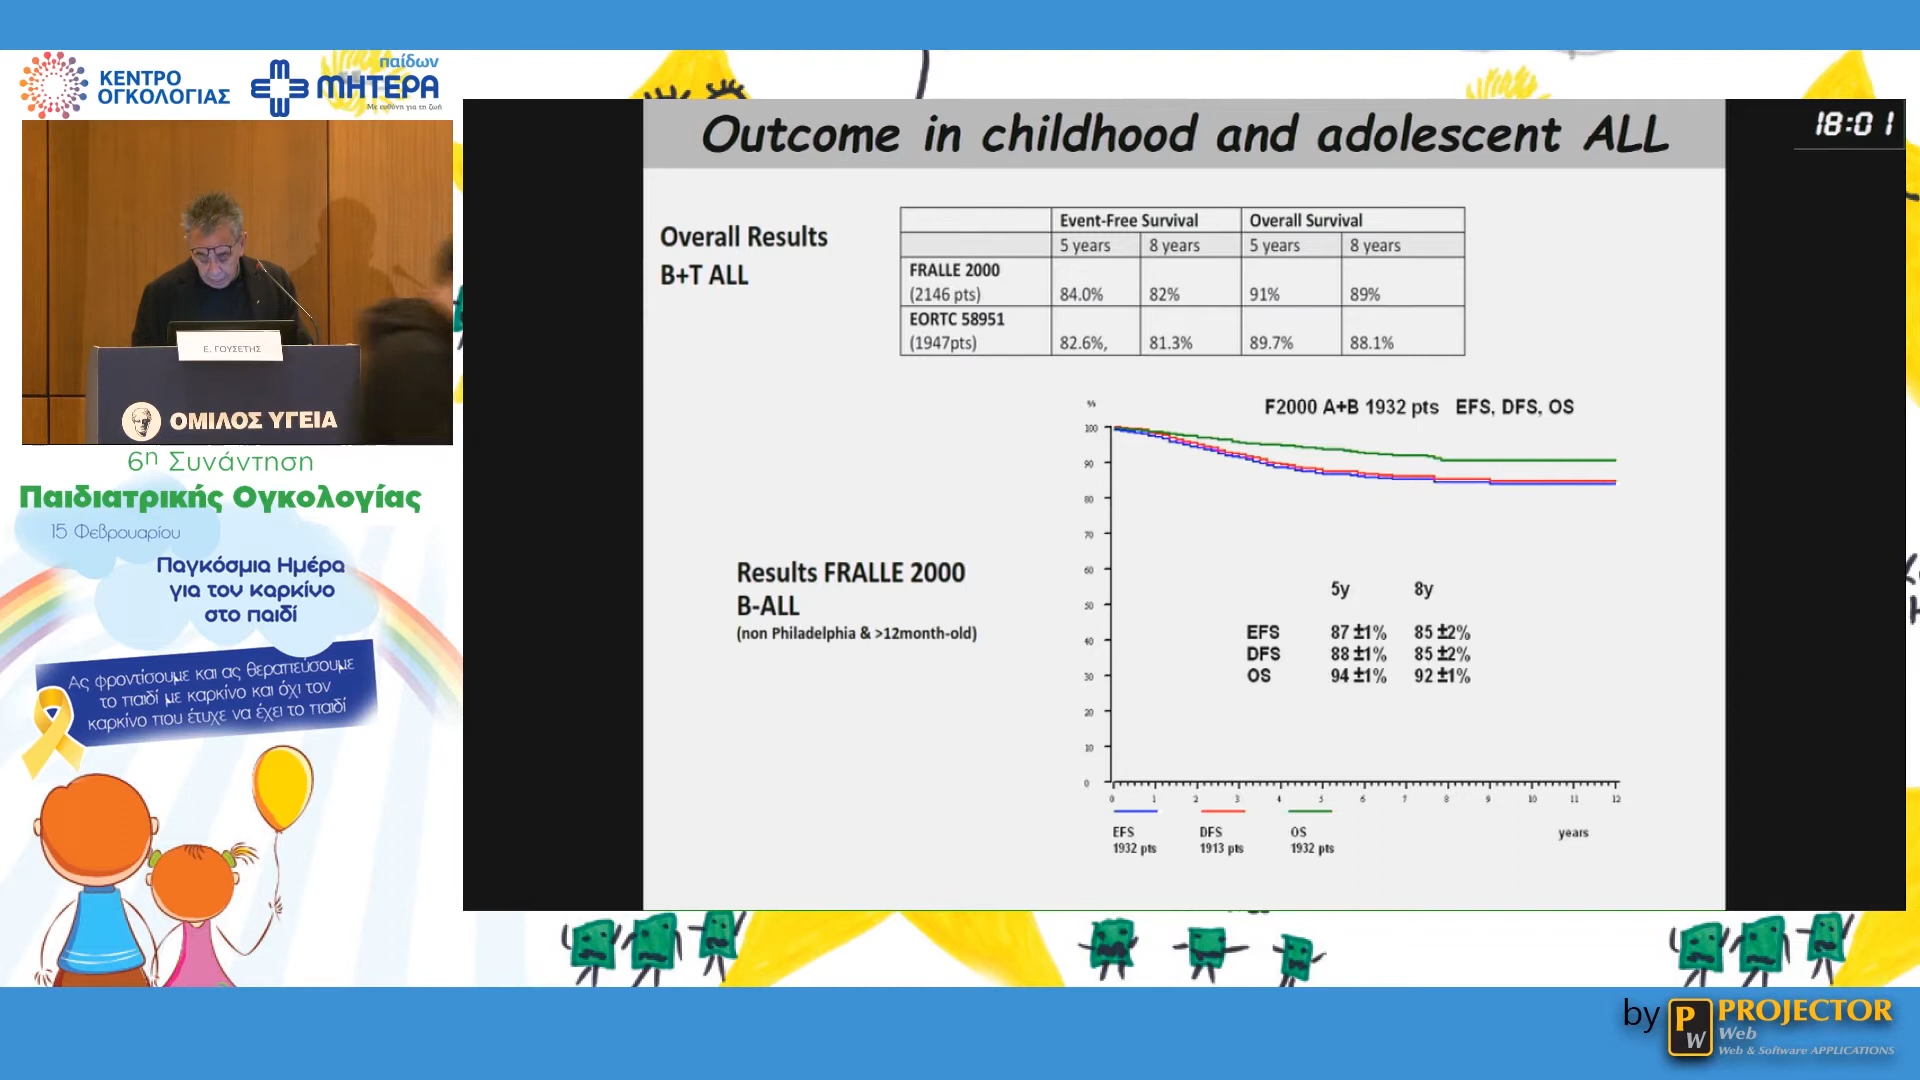 ΚΕΝΤΡΟ
ΟΓΚΟΛΟΓΙΑΣ
παίδων
ΜΗΤΕΡΑ
Με ευθύνη για τη ζωή
Ε. ΓΟΥΣΕΤΗΣ
ΟΜΙΛΟΣ ΥΓΕΙΑ
6η Συνάντηση
Παιδιατρικής Ογκολογίας
15 Φεβρουαρίου
Παγκόσμια Ημέρα
για τον καρκίνο
στο παιδί
Ας φροντίσουμε και ας θεραπεύσουμε
το παιδί με καρκίνο και όχι τον
καρκίνο που έτυχε να έχει το παιδί
18:01
Outcome in childhood and adolescent ALL
Overall Results
B+T ALL
Event-Free Survival Overall Survival
5 years 8 years 5 years 8 years
FRALLE 2000
(2146 pts) 84.0% 82% 91% 89%
EORTC 58951
(1947pts) 82.6%, 81.3% 89.7% 88.1%
F2000 A+B 1932 pts EFS, DFS, OS
%
100
90
80
70
60
50
40
30
20
10
0
Results FRALLE 2000
B-ALL
(non Philadelphia & >12month-old)
5y 8y
EFS 87 ±1% 85 ±2%
DFS 88 ±1% 85 ±2%
OS 94 ±1% 92 ±1%
0 1 2 3 4 5 6 7 8 9 10 11 12
EFS DFS OS years
1932 pts 1913 pts 1932 pts
by PW PROJECTOR
Web
Web & Software APPLICATIONS